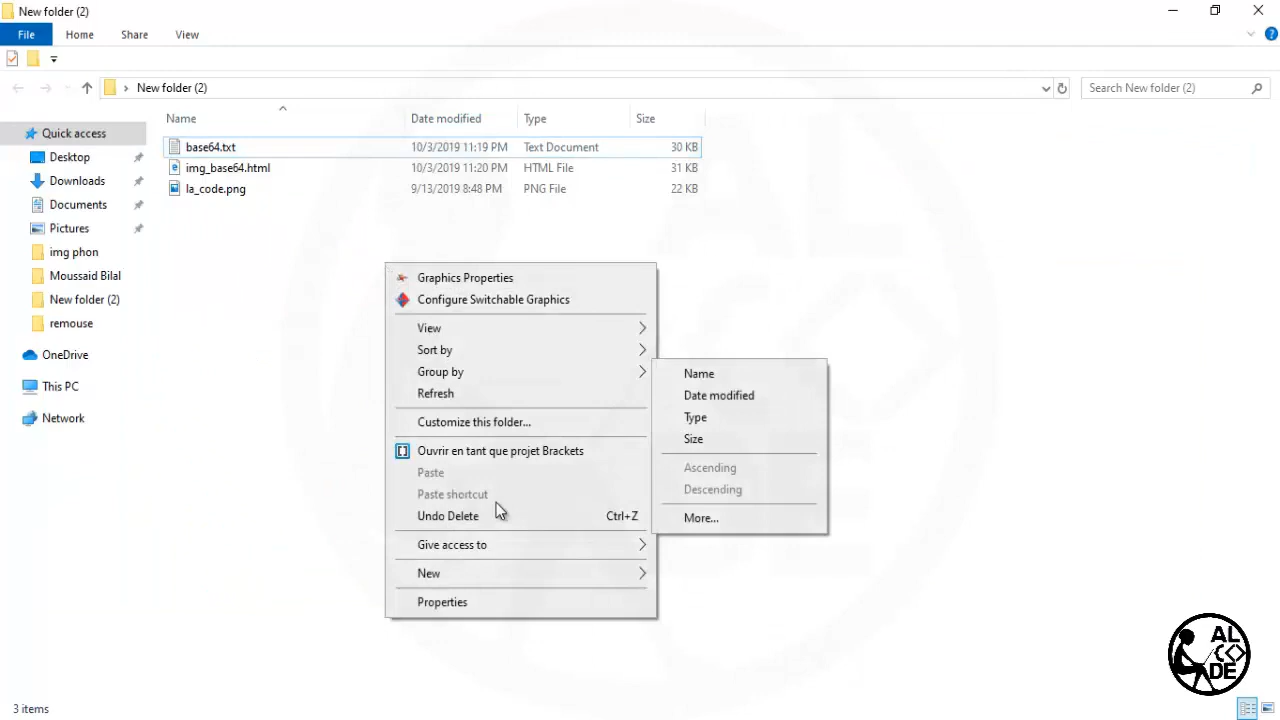 New folder (2)
File Home Share View
New folder (2)
Search New folder (2)
Name Date modified Type Size
Quick access
base64.txt 10/3/2019 11:19 PM Text Document 30 KB
Desktop
img_base64.html 10/3/2019 11:20 PM HTML File 31 KB
Downloads
la_code.png 9/13/2019 8:48 PM PNG File 22 KB
Documents
Pictures
img phon
Moussaid Bilal
New folder (2)
remouse
OneDrive
This PC
Network
Graphics Properties
Configure Switchable Graphics
View
Sort by
Group by
Refresh
Customize this folder...
Ouvrir en tant que projet Brackets
Paste
Paste shortcut
Undo Delete Ctrl+Z
Give access to
New
Properties
Name
Date modified
Type
Size
Ascending
Descending
More...
AL
C<>
DE
3 items